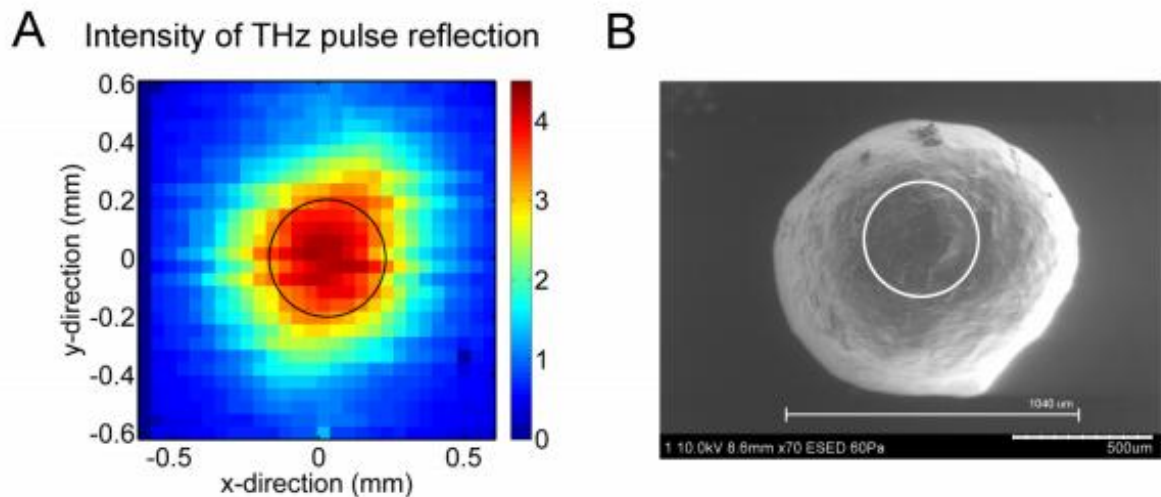 A
Intensity of THz pulse reflection
0.6
0.4
0.2
0
-0.2
-0.4
-0.6
y-direction (mm)
-0.5
0
0.5
x-direction (mm)
4
3
2
1
0
B
1040 um
1 10.0kV 8.6mm x70 ESED 60Pa
500um